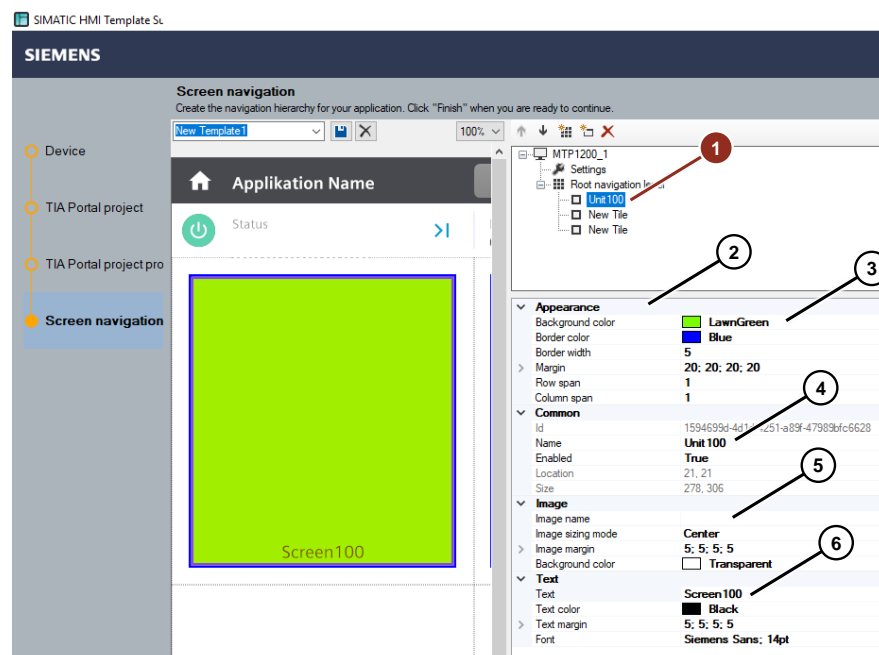 SIMATIC HMI Template Su
SIEMENS
Screen navigation
Create the navigation hierarchy for your application. Click "Finish" when you are ready to continue.
New Template1
100%
Device
TIA Portal project
TIA Portal project pro
Screen navigation
Applikation Name
Status
Screen100
MTP1200_1
Settings
Root navigation level
Unit100
New Tile
New Tile
1
2
3
Appearance
Background color LawnGreen
Border color Blue
Border width 5
Margin 20; 20; 20; 20
Row span 1
Column span 1
4
Common
Id -a89f-47989bfc6628
Name Unit100
Enabled True
Location 21, 21
Size 278, 306
5
Image
Image name
Image sizing mode Center
Image margin 5; 5; 5; 5
Background color Transparent
6
Text
Text Screen100
Text color Black
Text margin 5; 5; 5; 5
Font Siemens Sans; 14pt